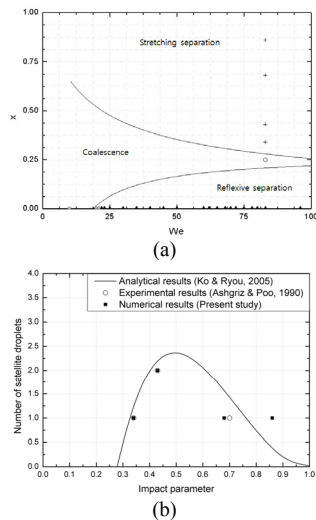 1.00
0.75
0.50
0.25
0.00
x
Stretching separation
Coalescence
Reflexive separation
0
25
50
75
100
We
(a)
4.0
3.5
3.0
2.5
2.0
1.5
1.0
0.5
0.0
Number of satellite droplets
Analytical results (Ko & Ryou, 2005)
Experimental results (Ashgriz & Poo, 1990)
Numerical results (Present study)
0.0 0.1 0.2 0.3 0.4 0.5 0.6 0.7 0.8 0.9 1.0
Impact parameter
(b)